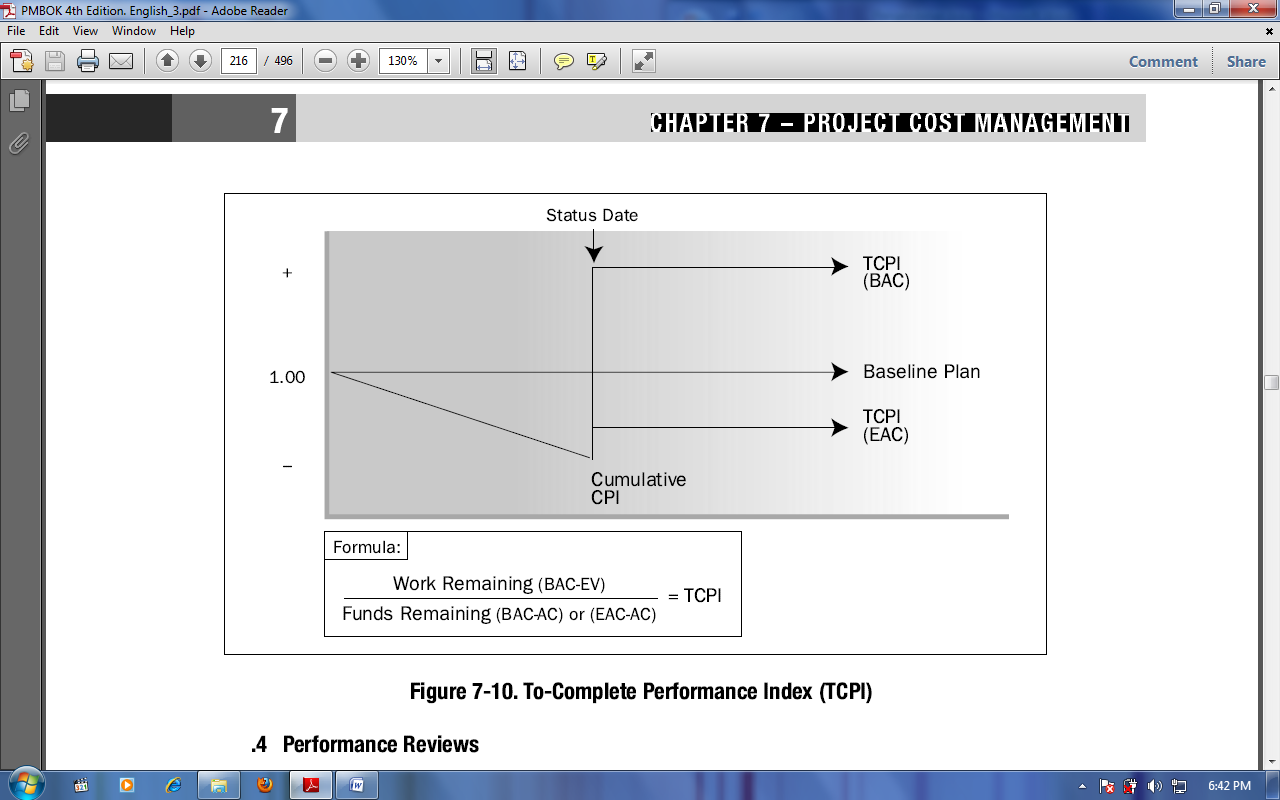 PMBOK 4th Edition. English_3.pdf - Adobe Reader
File Edit View Window Help
216 / 496 130% Comment Share
7 CHAPTER 7 – PROJECT COST MANAGEMENT
Status Date
+
TCPI
(BAC)
1.00
Baseline Plan
TCPI
(EAC)
–
Cumulative
CPI
Formula:
Work Remaining (BAC-EV)
Funds Remaining (BAC-AC) or (EAC-AC)
= TCPI
Figure 7-10. To-Complete Performance Index (TCPI)
.4 Performance Reviews
6:42 PM